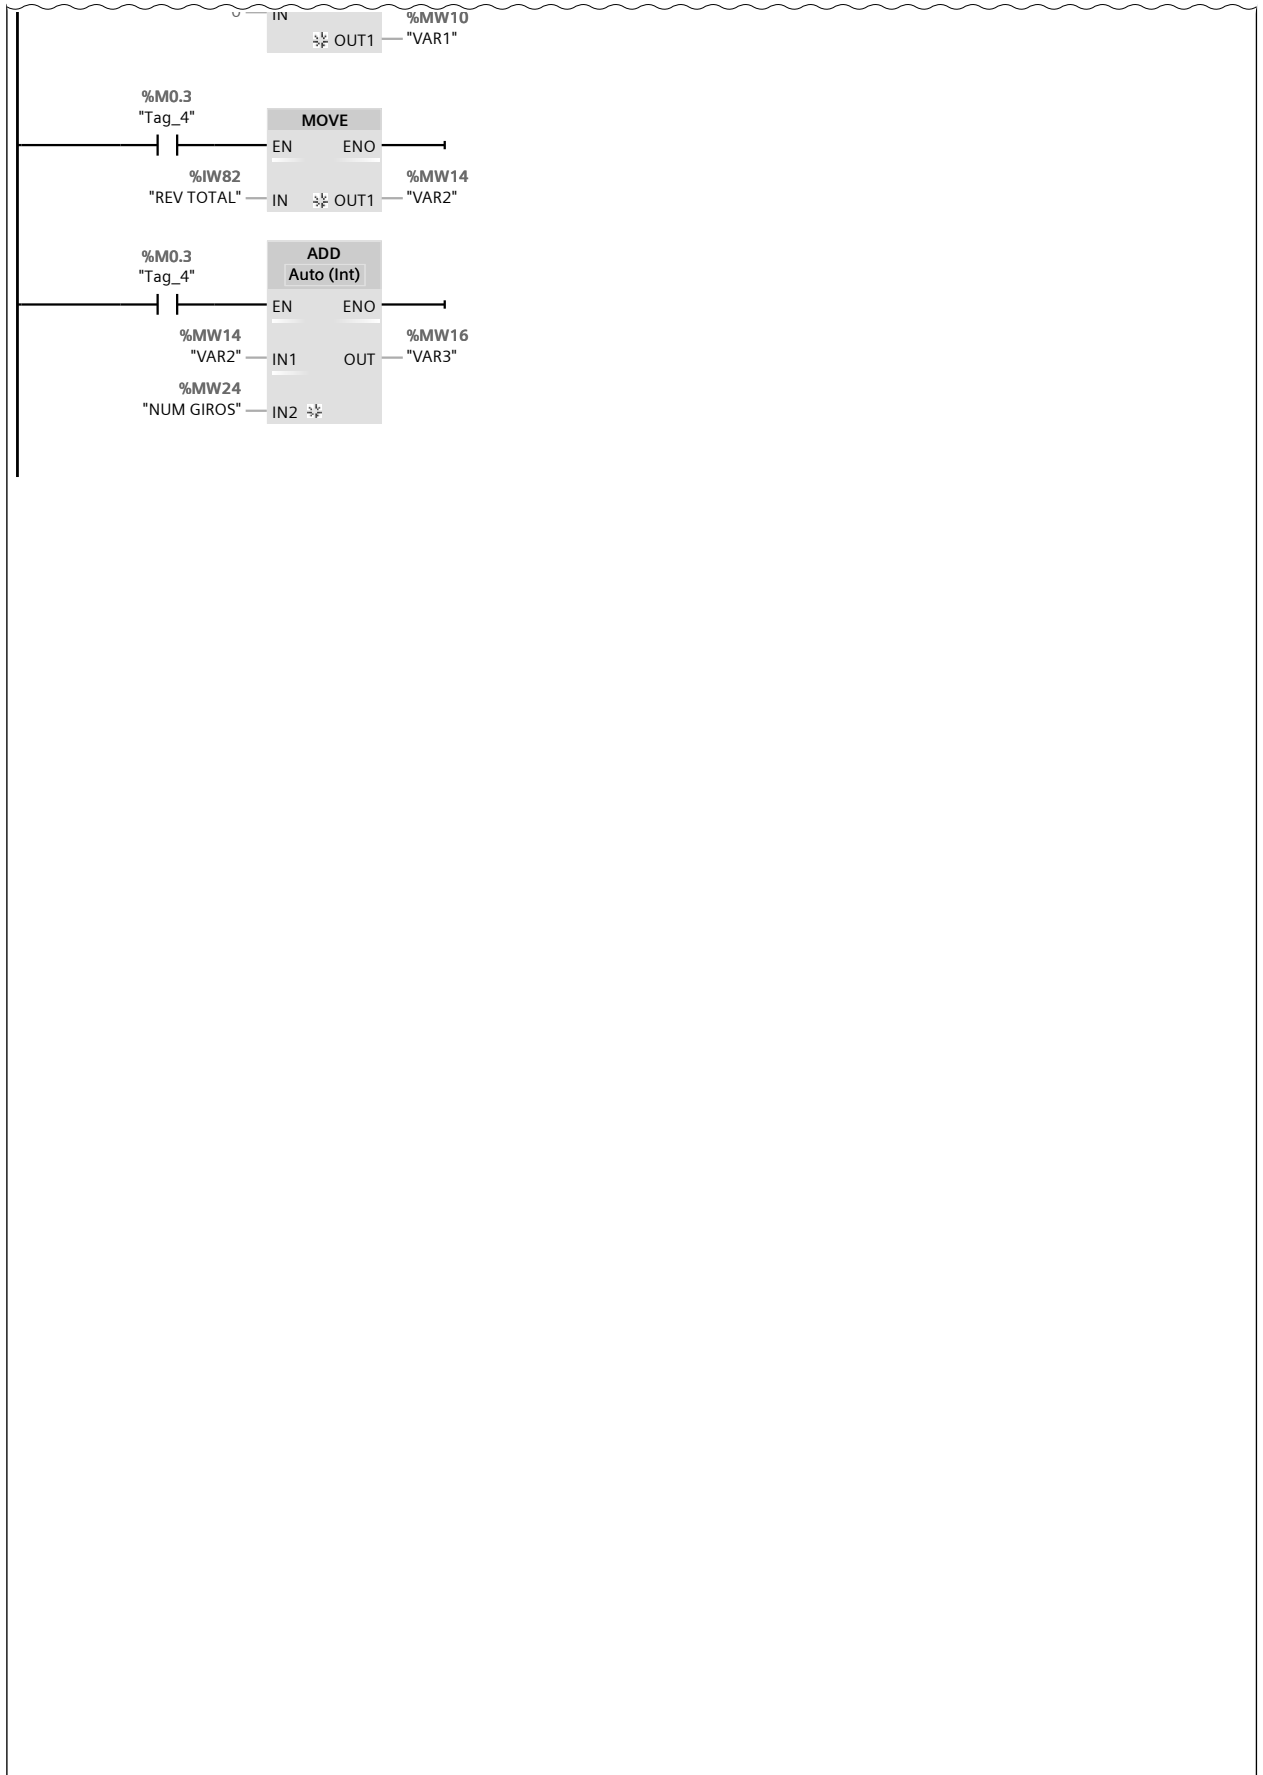 IN
%MW10
OUT1 "VAR1"
%M0.3
"Tag_4"
MOVE
EN ENO
%IW82 %MW14
"REV TOTAL" IN OUT1 "VAR2"
%M0.3
"Tag_4"
ADD
Auto (Int)
EN ENO
%MW14 %MW16
"VAR2" IN1 OUT "VAR3"
%MW24
"NUM GIROS" IN2